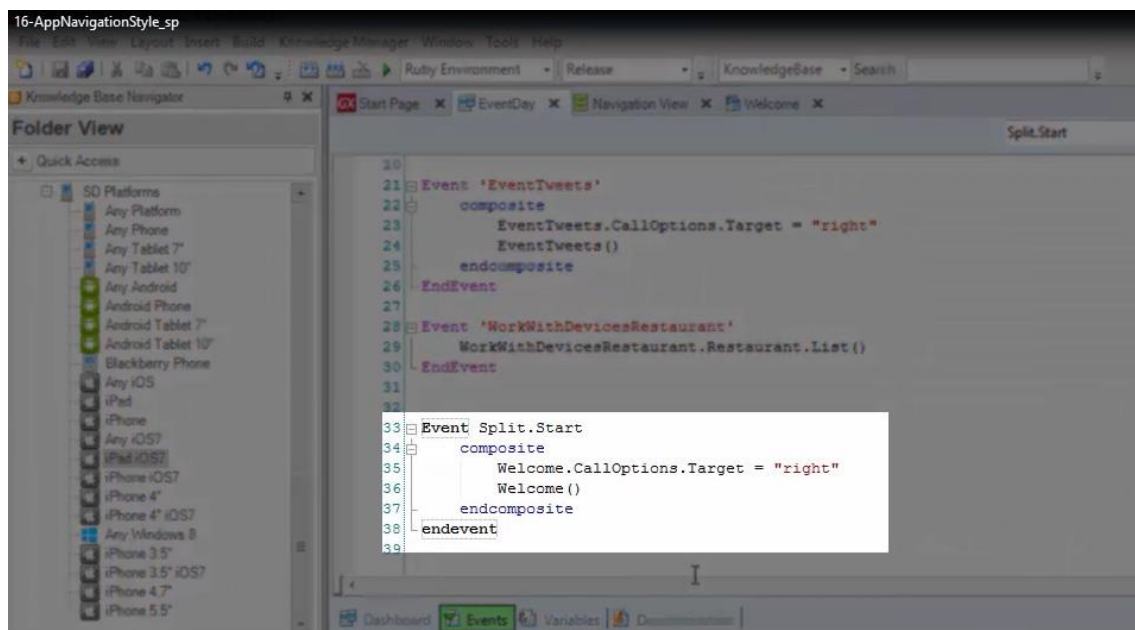 16-AppNavigationStyle_sp
File Edit View Layout Insert Build Knowledge Manager Window Tools Help
Ruby Environment Release KnowledgeBase Search
Knowledge Base Navigator
Start Page EventDay Navigation View Welcome
Folder View
Split.Start
Quick Access
SD Platforms
Any Platform
Any Phone
Any Tablet 7"
Any Tablet 10"
Any Android
Android Phone
Android Tablet 7"
Android Tablet 10"
Blackberry Phone
Any iOS
iPad
iPhone
Any iOS7
iPad iOS7
iPhone iOS7
iPhone 4"
iPhone 4" iOS7
Any Windows 8
iPhone 3.5"
iPhone 3.5" iOS7
iPhone 4.7"
iPhone 5.5"
20
21 Event 'EventTweets'
22 composite
23 EventTweets.CallOptions.Target = "right"
24 EventTweets()
25 endcomposite
26 EndEvent
27
28 Event 'WorkWithDevicesRestaurant'
29 WorkWithDevicesRestaurant.Restaurant.List()
30 EndEvent
31
32
33 Event Split.Start
34 composite
35 Welcome.CallOptions.Target = "right"
36 Welcome()
37 endcomposite
38 endevent
39
Dashboard Events Variables